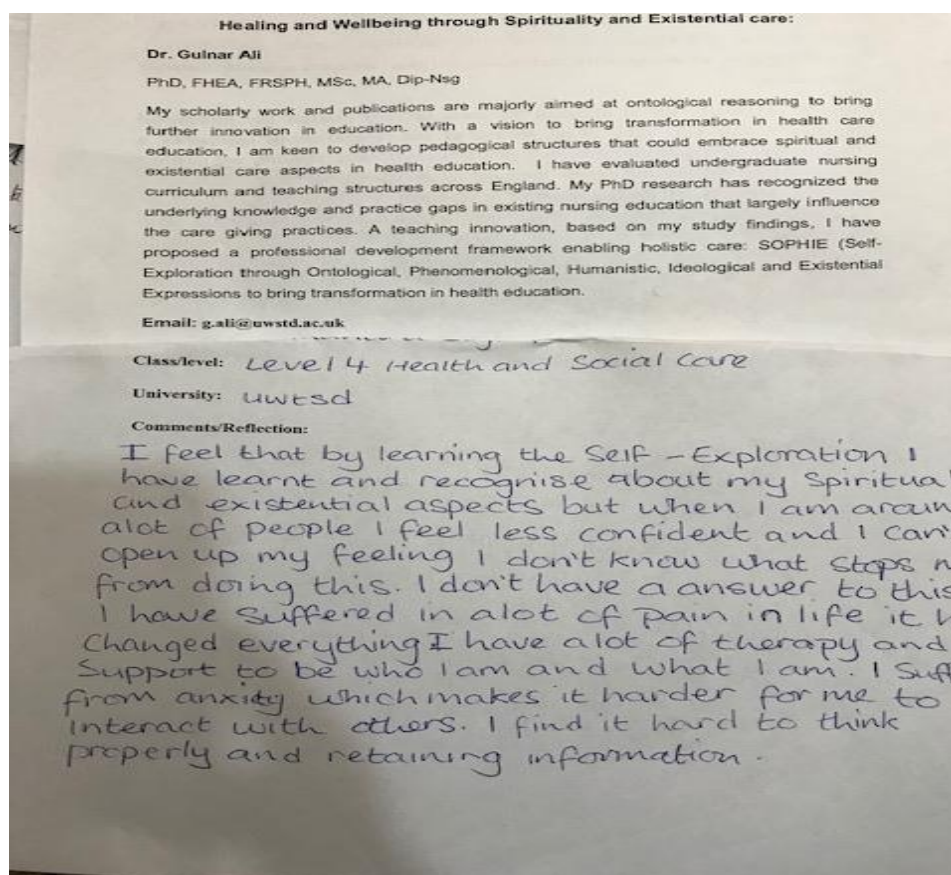 Healing and Wellbeing through Spirituality and Existential care:
Dr. Gulnar Ali
PhD, FHEA, FRSPH, MSc, MA, Dip-Nsg
My scholarly work and publications are majorly aimed at ontological reasoning to bring
further innovation in education. With a vision to bring transformation in health care
education, I am keen to develop pedagogical structures that could embrace spiritual and
existential care aspects in health education. I have evaluated undergraduate nursing
curriculum and teaching structures across England. My PhD research has recognized the
underlying knowledge and practice gaps in existing nursing education that largely influence
the care giving practices. A teaching innovation, based on my study findings, I have
proposed a professional development framework enabling holistic care: SOPHIE (Self-
Exploration through Ontological, Phenomenological, Humanistic, Ideological and Existential
Expressions to bring transformation in health education.
Email: g.ali@uwstd.ac.uk
Class/level: Level 4 Health and Social Care
University: uwtsd
Comments/Reflection:
I feel that by learning the Self - Exploration I
have learnt and recognise about my Spiritual
and existential aspects but when I am aroun
alot of people I feel less confident and I can
open up my feeling I don't know what stops
from doing this. I don't have a answer to this
I have suffered in alot of pain in life it
changed everything I have alot of therapy and
Support to be who I am and what I am. I Suff
from anxity which makes it harder for me to
interact with others. I find it hard to think
properly and retaining information.